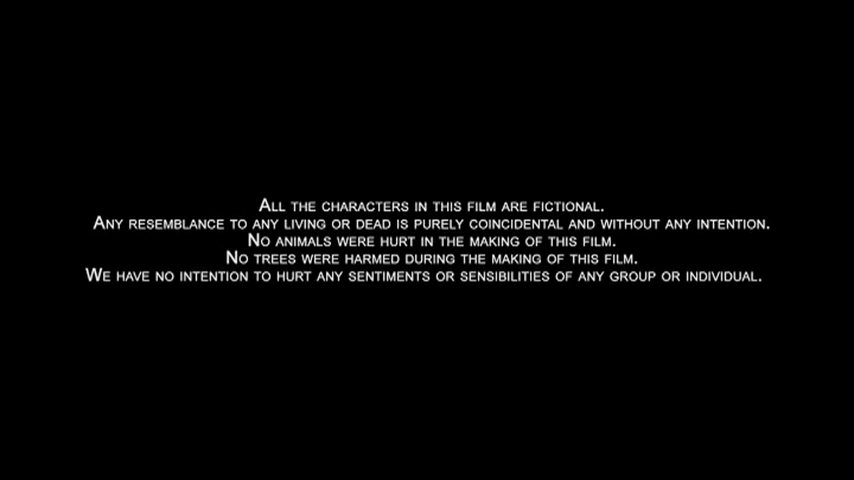 All the characters in this film are fictional.
Any resemblance to any living or dead is purely coincidental and without any intention.
No animals were hurt in the making of this film.
No trees were harmed during the making of this film.
We have no intention to hurt any sentiments or sensibilities of any group or individual.